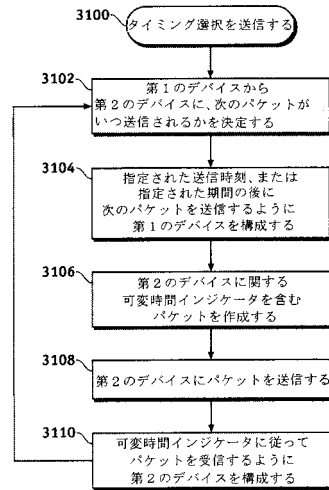 3100
タイミング選択を送信する
3102
第1のデバイスから
第2のデバイスに、次のパケットが
いつ送信されるかを決定する
3104
指定された送信時刻、または
指定された期間の後に
次のパケットを送信するように
第1のデバイスを構成する
3106
第2のデバイスに関する
可変時間インジケータを含む
パケットを作成する
3108
第2のデバイスにパケットを送信する
3110
可変時間インジケータに従って
パケットを受信するように
第2のデバイスを構成する